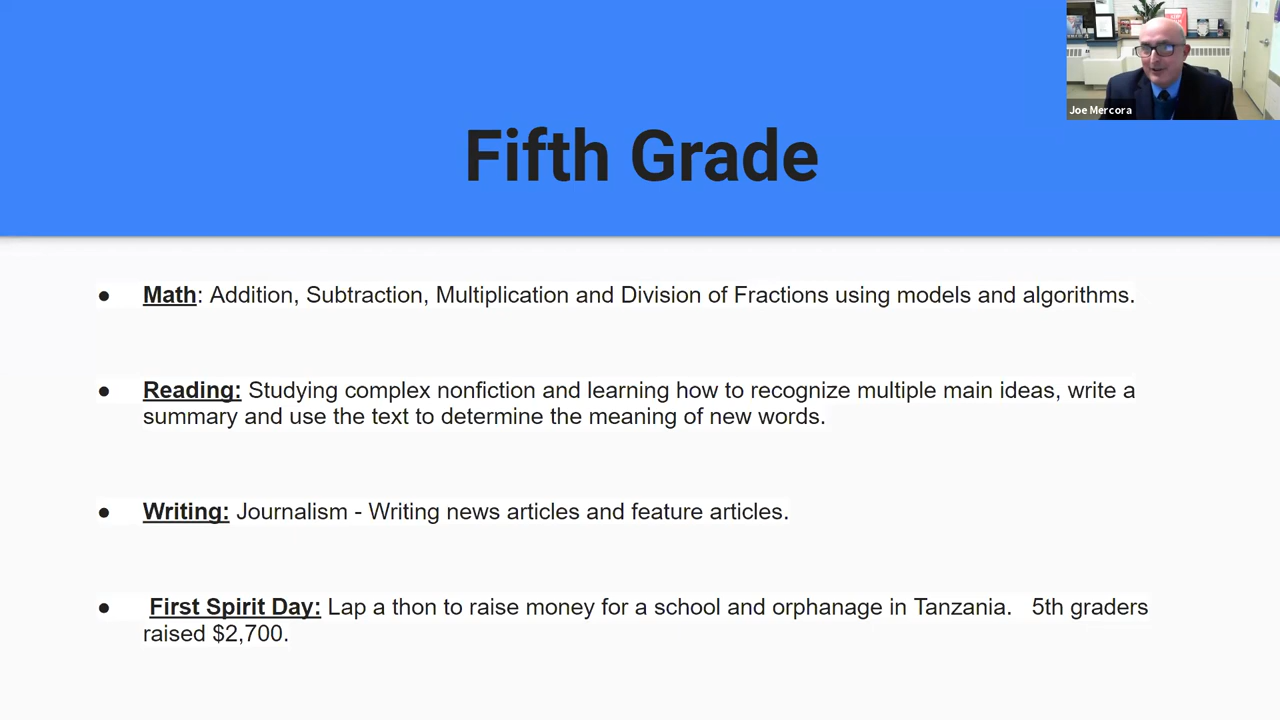 Joe Mercora
Fifth Grade
● Math: Addition, Subtraction, Multiplication and Division of Fractions using models and algorithms.
● Reading: Studying complex nonfiction and learning how to recognize multiple main ideas, write a
summary and use the text to determine the meaning of new words.
● Writing: Journalism - Writing news articles and feature articles.
● First Spirit Day: Lap a thon to raise money for a school and orphanage in Tanzania. 5th graders
raised $2,700.